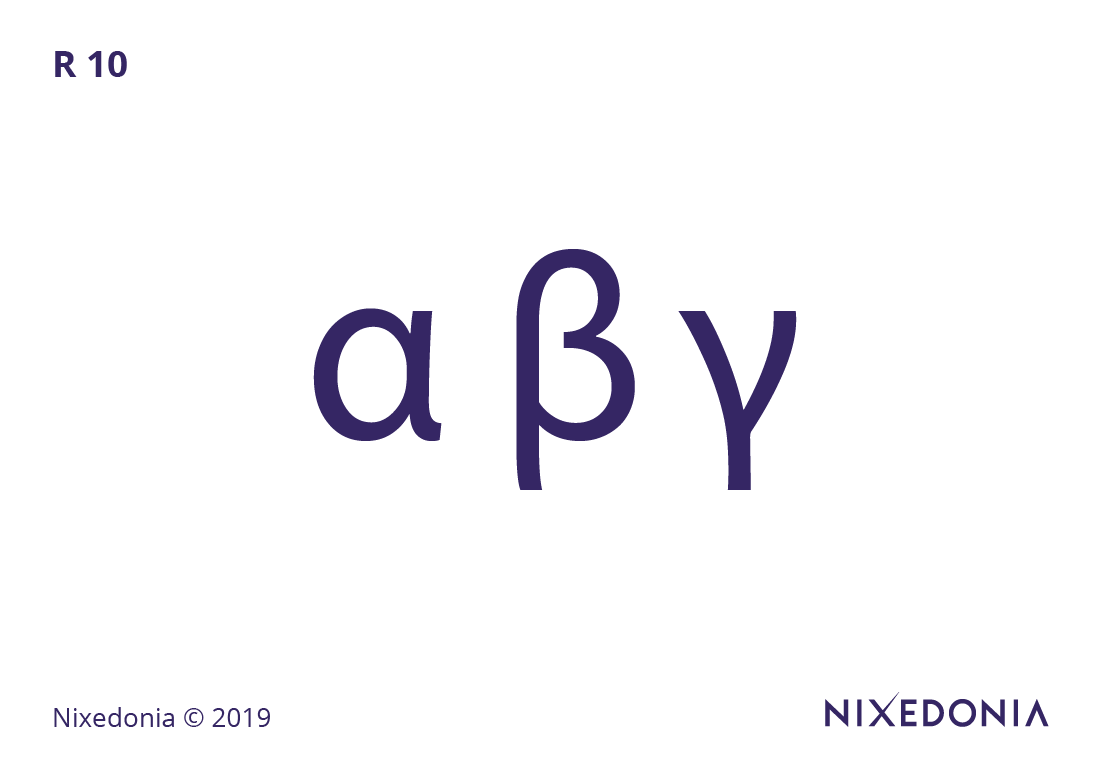 R 10
α β γ
Nixedonia © 2019
NIXEDONIA